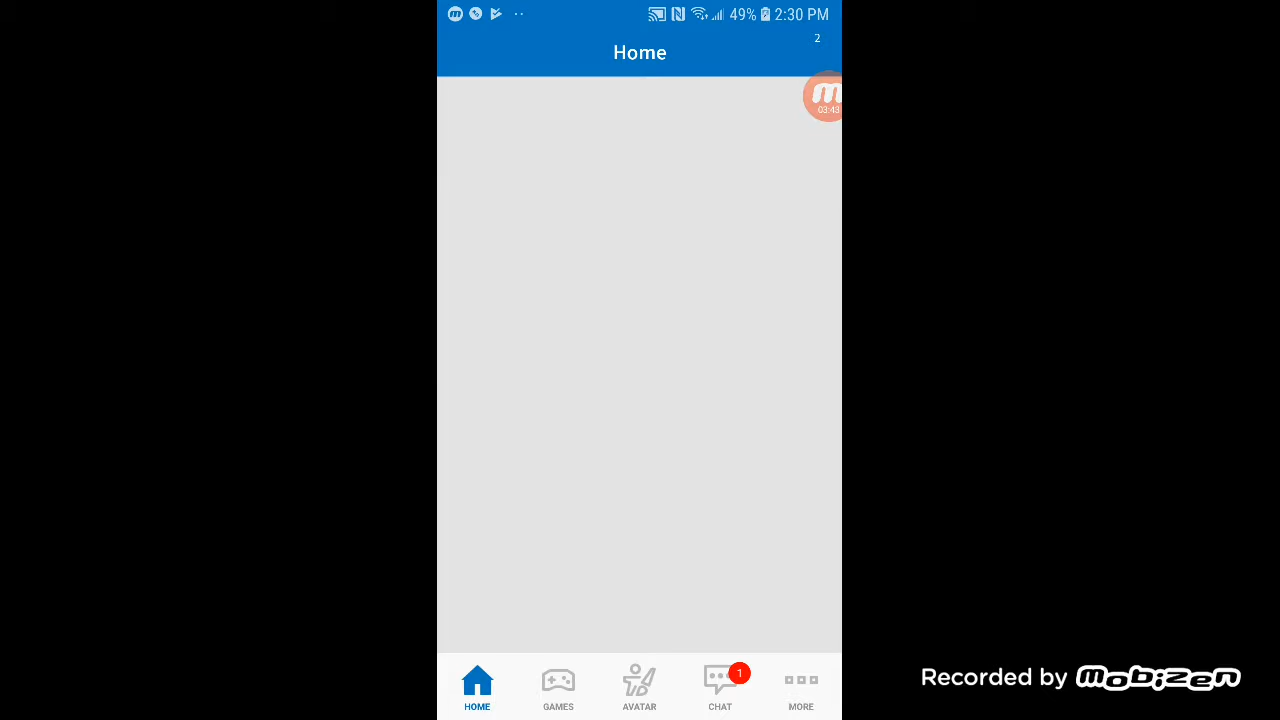 49% 2:30 PM
2
Home
03:43
1
HOME GAMES AVATAR CHAT MORE
Recorded by mobizen